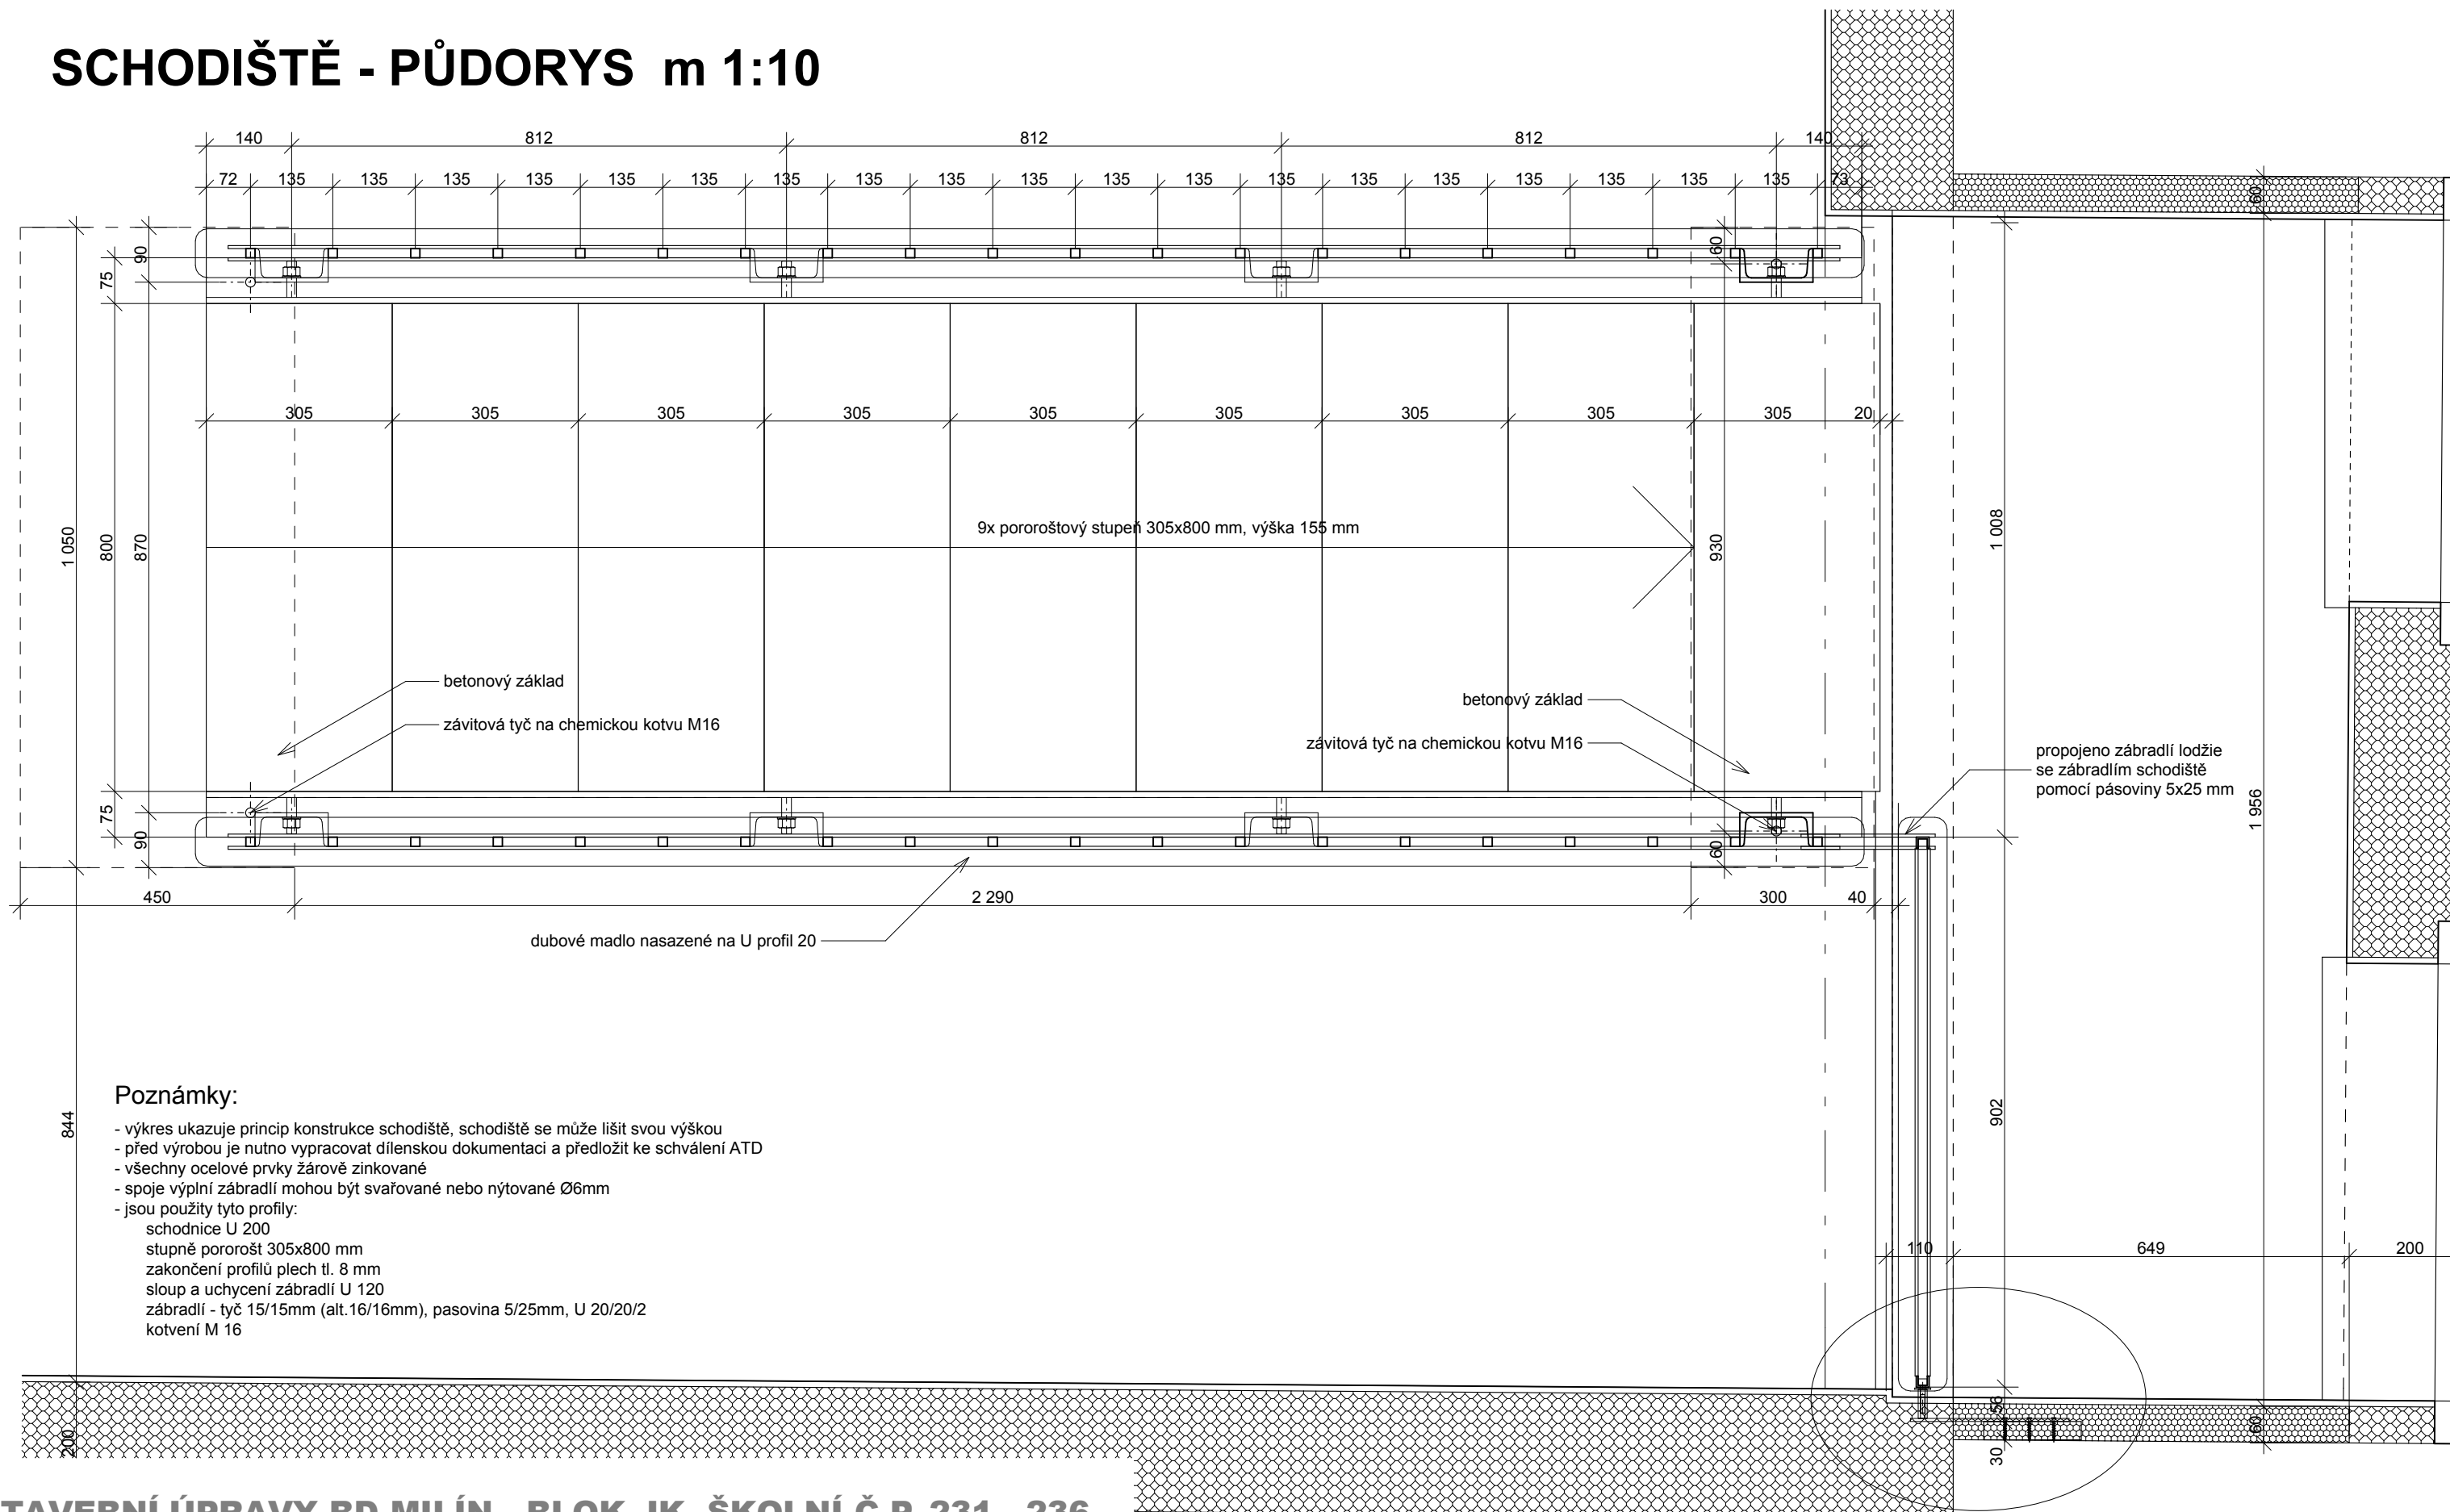 SCHODIŠTĚ - PŮDORYS m 1:10
140 812 812 812 140
72 135 135 135 135 135 135 135 135 135 135 135 135 135 135 135 135 135 135 135 73
60
90
60
75
305 305 305 305 305 305 305 305 305 20
9x pororoštový stupeň 305x800 mm, výška 155 mm
1 050
800
870
930
1 008
betonový základ
závitová tyč na chemickou kotvu M16
betonový základ
závitová tyč na chemickou kotvu M16
propojeno zábradlí lodžie
se zábradlím schodiště
pomocí pásoviny 5x25 mm
1 956
75
90
60
450 2 290 300 40
dubové madlo nasazené na U profil 20
Poznámky:
- výkres ukazuje princip konstrukce schodiště, schodiště se může lišit svou výškou
- před výrobou je nutno vypracovat dílenskou dokumentaci a předložit ke schválení ATD
- všechny ocelové prvky žárově zinkované
- spoje výplní zábradlí mohou být svařované nebo nýtované Ø6mm
- jsou použity tyto profily:
schodnice U 200
stupně pororošt 305x800 mm
zakončení profilů plech tl. 8 mm
sloup a uchycení zábradlí U 120
zábradlí - tyč 15/15mm (alt.16/16mm), pasovina 5/25mm, U 20/20/2
kotvení M 16
844
902
110 649 200
200
60
30